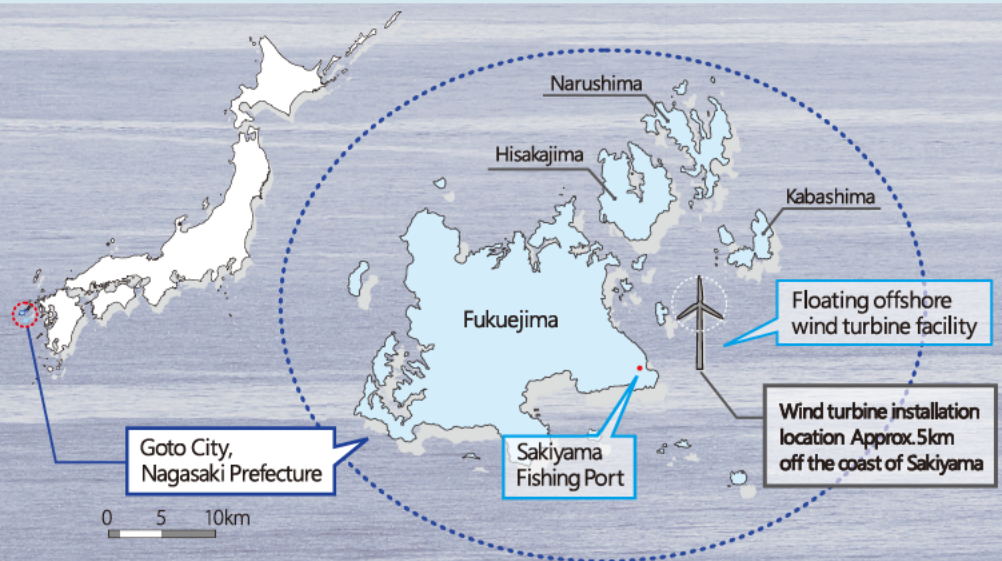 Narushima
Hisakajima
Kabashima
Fukuejima
Floating offshore
wind turbine facility
Wind turbine installation
location Approx.5km
off the coast of Sakiyama
Sakiyama
Fishing Port
Goto City,
Nagasaki Prefecture
0 5 10km